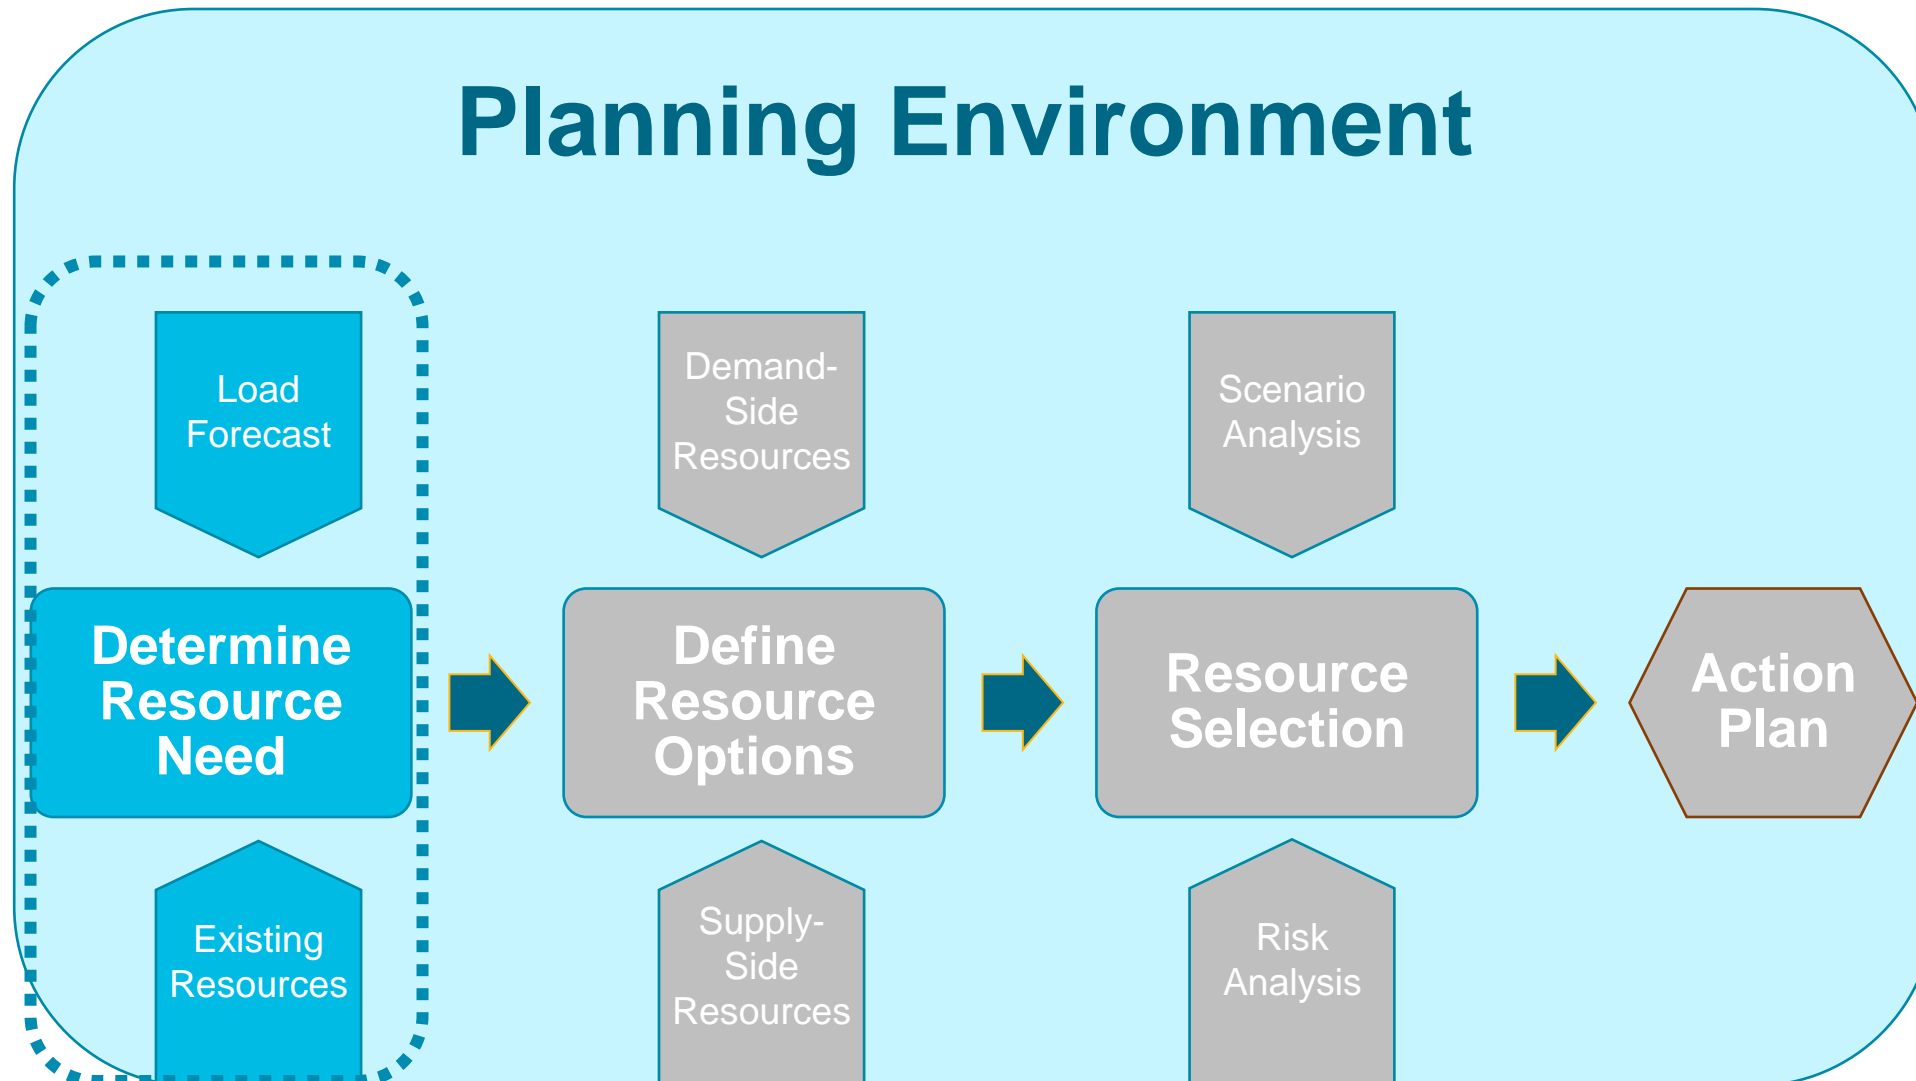 Planning Environment
Load
Forecast
Demand-
Side
Resources
Scenario
Analysis
Determine
Resource
Need
Define
Resource
Options
Resource
Selection
Action
Plan
Existing
Resources
Supply-
Side
Resources
Risk
Analysis